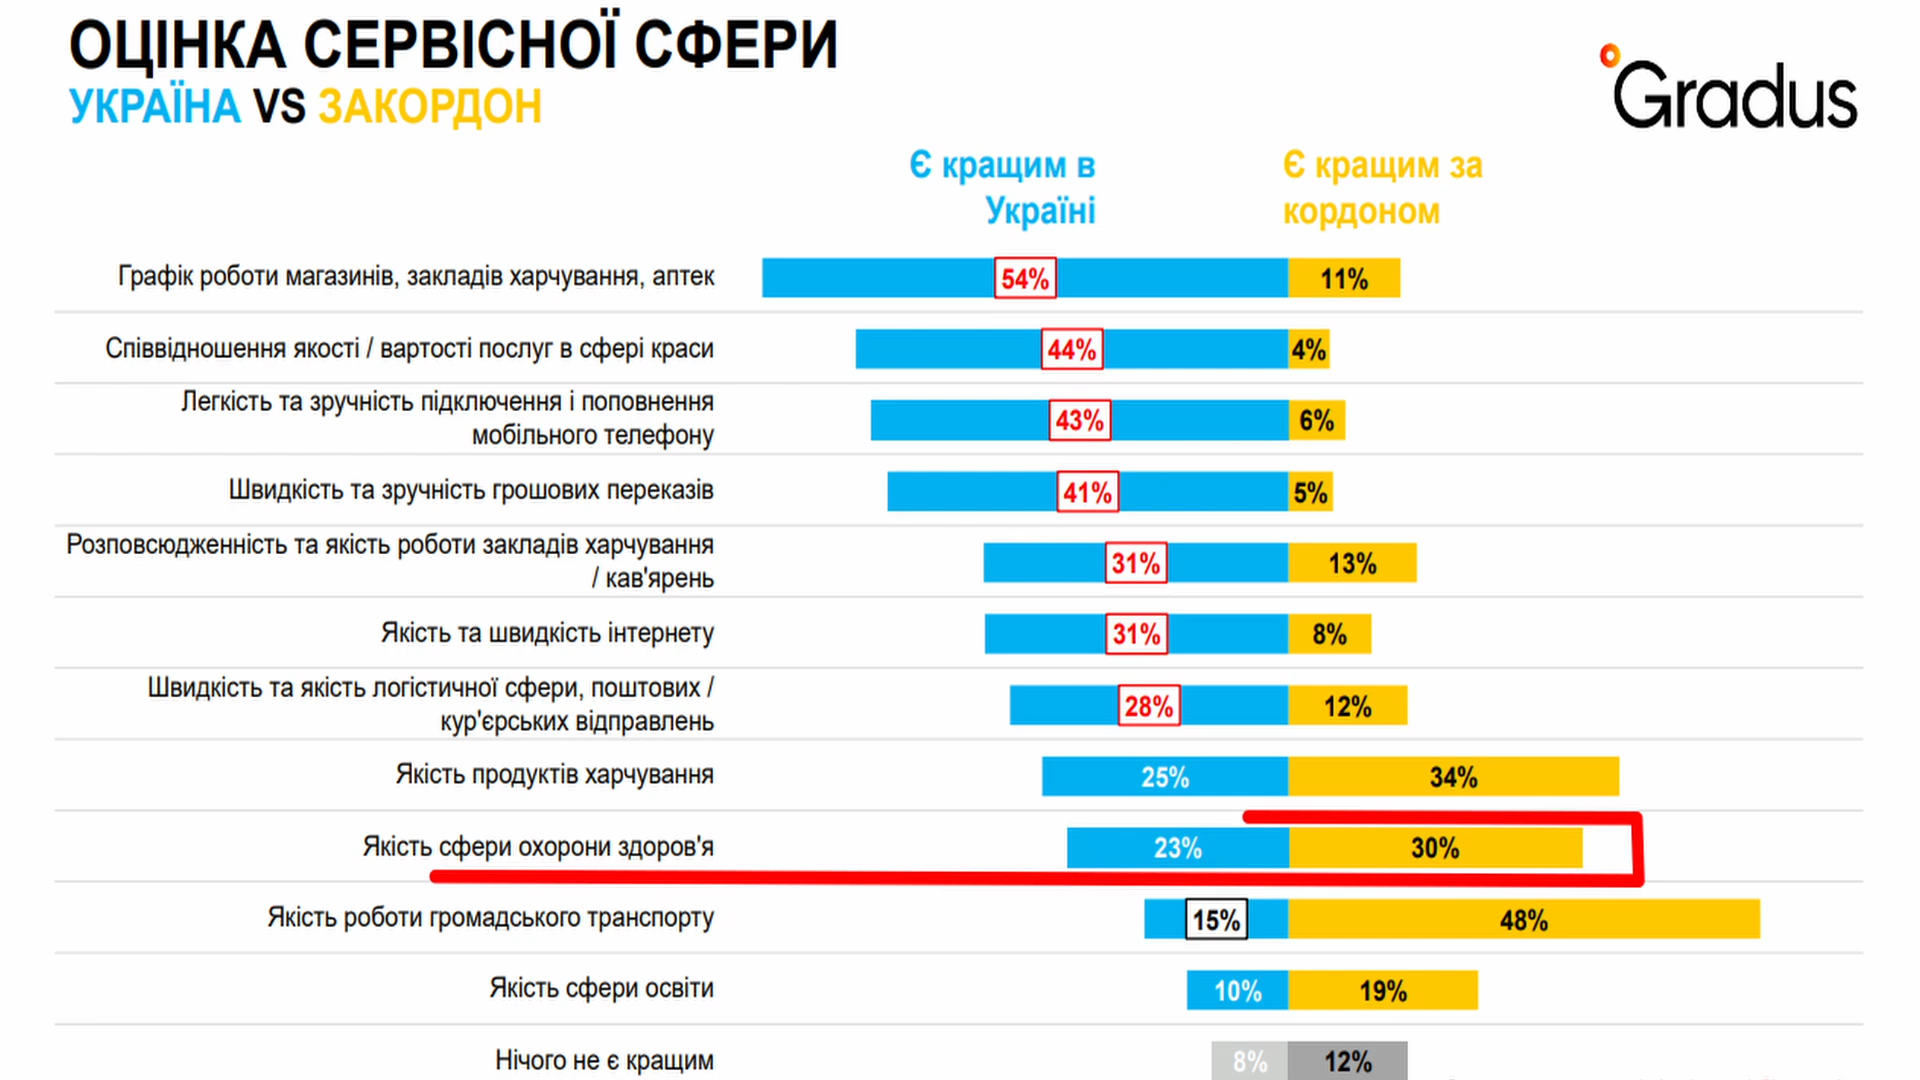 ОЦІНКА СЕРВІСНОЇ СФЕРИ
УКРАЇНА VS ЗАКОРДОН
Gradus
Є кращим в
Україні
Є кращим за
кордоном
Графік роботи магазинів, закладів харчування, аптек
54%
11%
Співвідношення якості / вартості послуг в сфері краси
44%
4%
Легкість та зручність підключення і поповнення
мобільного телефону
43%
6%
Швидкість та зручність грошових переказів
41%
5%
Розповсюдженність та якість роботи закладів харчування
/ кав'ярень
31%
13%
Якість та швидкість інтернету
31%
8%
Швидкість та якість логістичної сфери, поштових /
кур'єрських відправлень
28%
12%
Якість продуктів харчування
25%
34%
Якість сфери охорони здоров'я
23%
30%
Якість роботи громадського транспорту
15%
48%
Якість сфери освіти
10%
19%
Нічого не є кращим
8%
12%